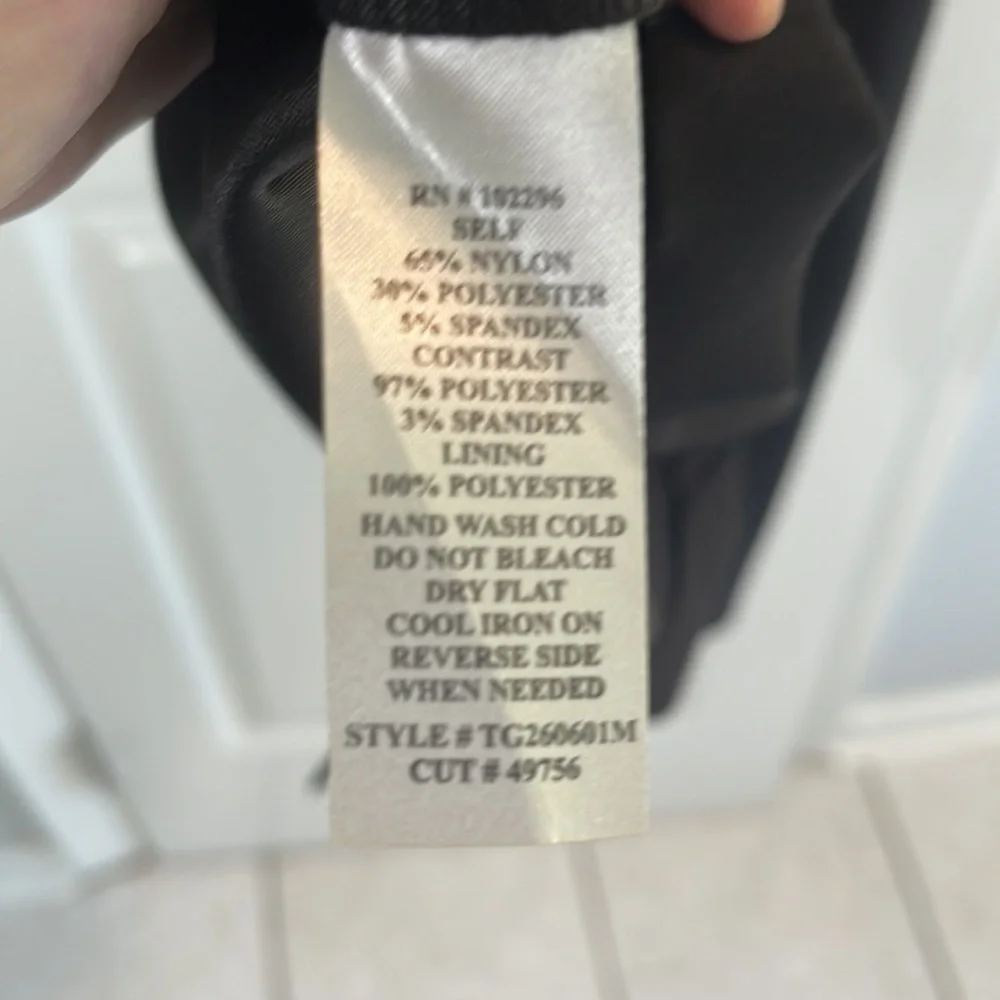 RN # 102296
SELF
65% NYLON
30% POLYESTER
5% SPANDEX
CONTRAST
97% POLYESTER
3% SPANDEX
LINING
100% POLYESTER
HAND WASH COLD
DO NOT BLEACH
DRY FLAT
COOL IRON ON
REVERSE SIDE
WHEN NEEDED
STYLE # TG260601M
CUT # 49756